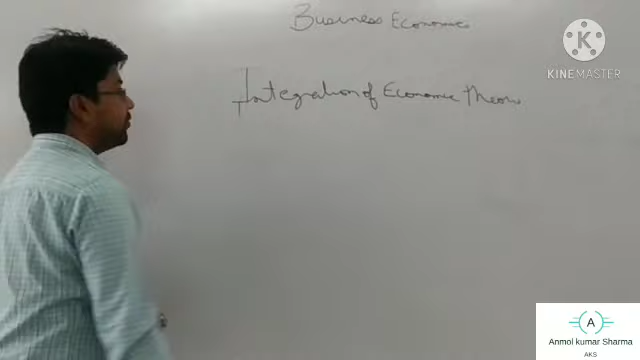 Business Economics
KINEMASTER
Integration of Economic Theory
A
Anmol kumar Sharma
AKS